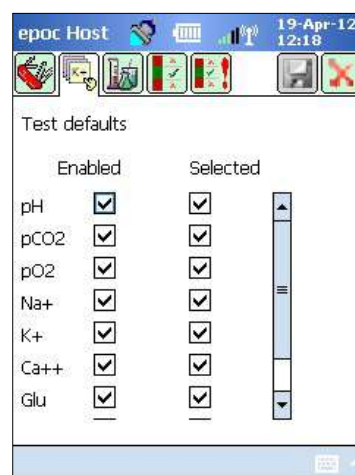 epoc Host
19-Apr-12
12:18
K+
Test defaults
Enabled Selected
pH
pCO2
pO2
Na+
K+
Ca++
Glu